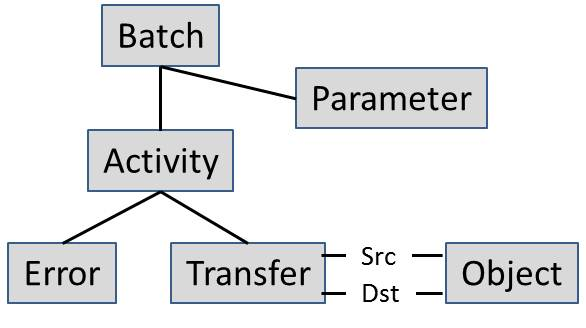 Batch
Parameter
Activity
Error
Transfer
Src
Dst
Object